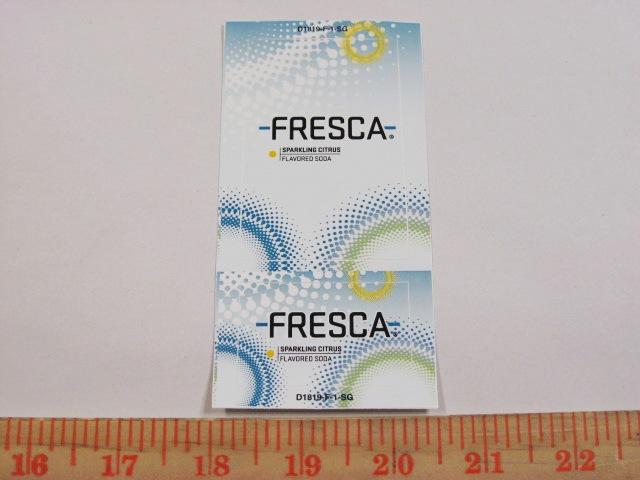 D1819-F-1-SG
FRESCA®
SPARKLING CITRUS
FLAVORED SODA
FRESCA®
SPARKLING CITRUS
FLAVORED SODA
D1819-F-1-SG
16 17 18 19 20 21 22